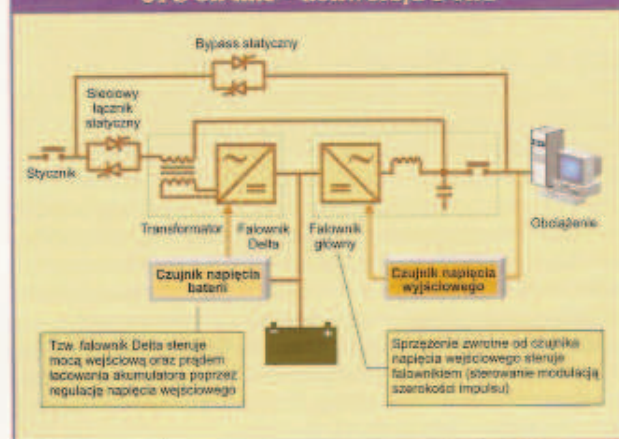 Bypass statyczny
Sieciowy
łącznik
statyczny
Stycznik
Transformator
Falownik
Delta
Falownik
główny
Obciążenie
Czujnik napięcia
baterii
Czujnik napięcia
wyjściowego
Tzw. falownik Delta steruje
mocą wejściową oraz prądem
ładowania akumulatora poprzez
regulację napięcia wejściowego
Sprzężenie zwrotne od czujnika
napięcia wejściowego steruje
falownikiem (sterowanie modulacją
szerokości impulsu)